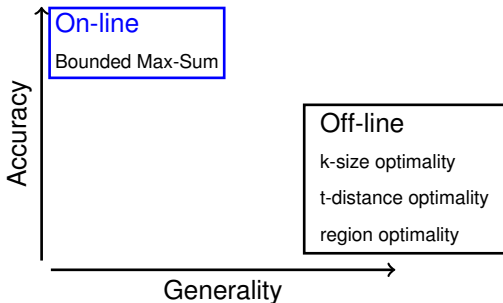 On-line
Bounded Max-Sum
Accuracy
Off-line
k-size optimality
t-distance optimality
region optimality
Generality